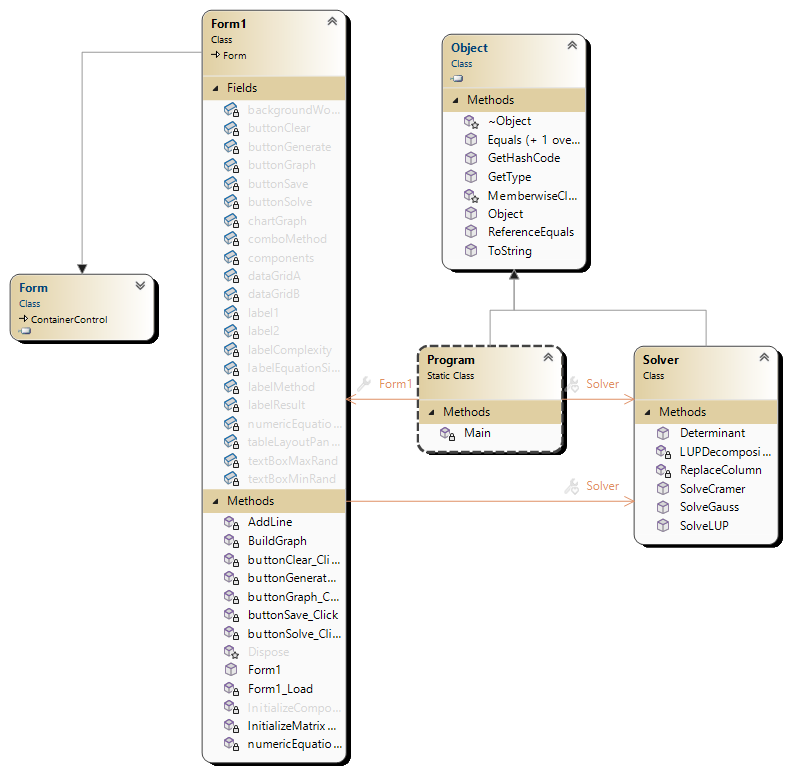 Form1
Class
Form
Fields
backgroundWo...
buttonClear
buttonGenerate
buttonGraph
buttonSave
buttonSolve
chartGraph
comboMethod
components
dataGridA
dataGridB
label1
label2
labelComplexity
labelEquationSi...
labelMethod
labelResult
numericEquatio...
tableLayoutPan...
textBoxMaxRand
textBoxMinRand
Methods
AddLine
BuildGraph
buttonClear_Cli...
buttonGenerat...
buttonGraph_C...
buttonSave_Click
buttonSolve_Cli...
Dispose
Form1
Form1_Load
InitializeCompo...
InitializeMatrix...
numericEquatio...
Form
Class
ContainerControl
Object
Class
Methods
~Object
Equals (+ 1 ove...
GetHashCode
GetType
MemberwiseCl...
Object
ReferenceEquals
ToString
Form1
Program
Static Class
Methods
Main
Solver
Solver
Solver
Class
Methods
Determinant
LUPDecomposi...
ReplaceColumn
SolveCramer
SolveGauss
SolveLUP